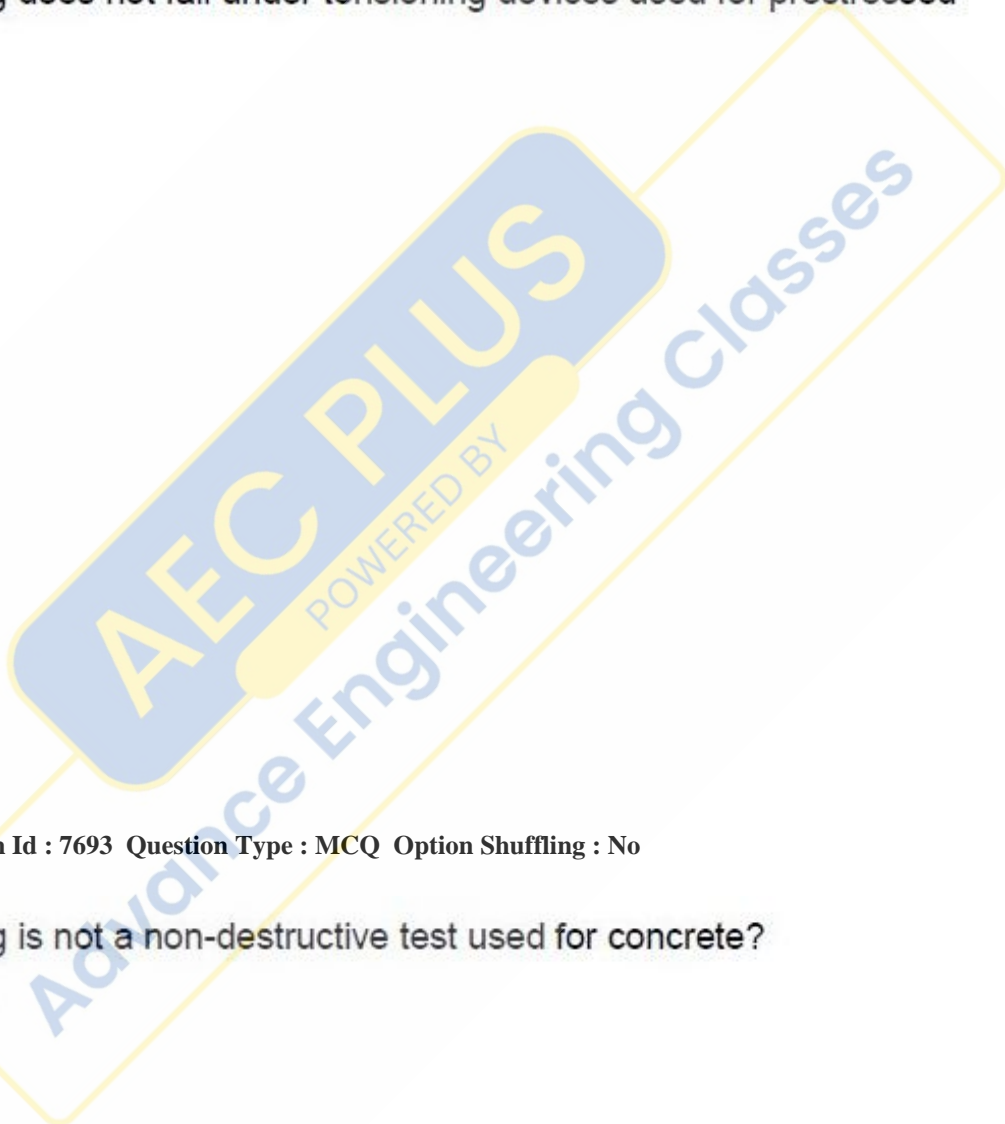 g does not fall under tensioning devices used for prestressed
AEC PLUS
POWERED BY
Advance Engineering Classes
n Id : 7693 Question Type : MCQ Option Shuffling : No
g is not a non-destructive test used for concrete?